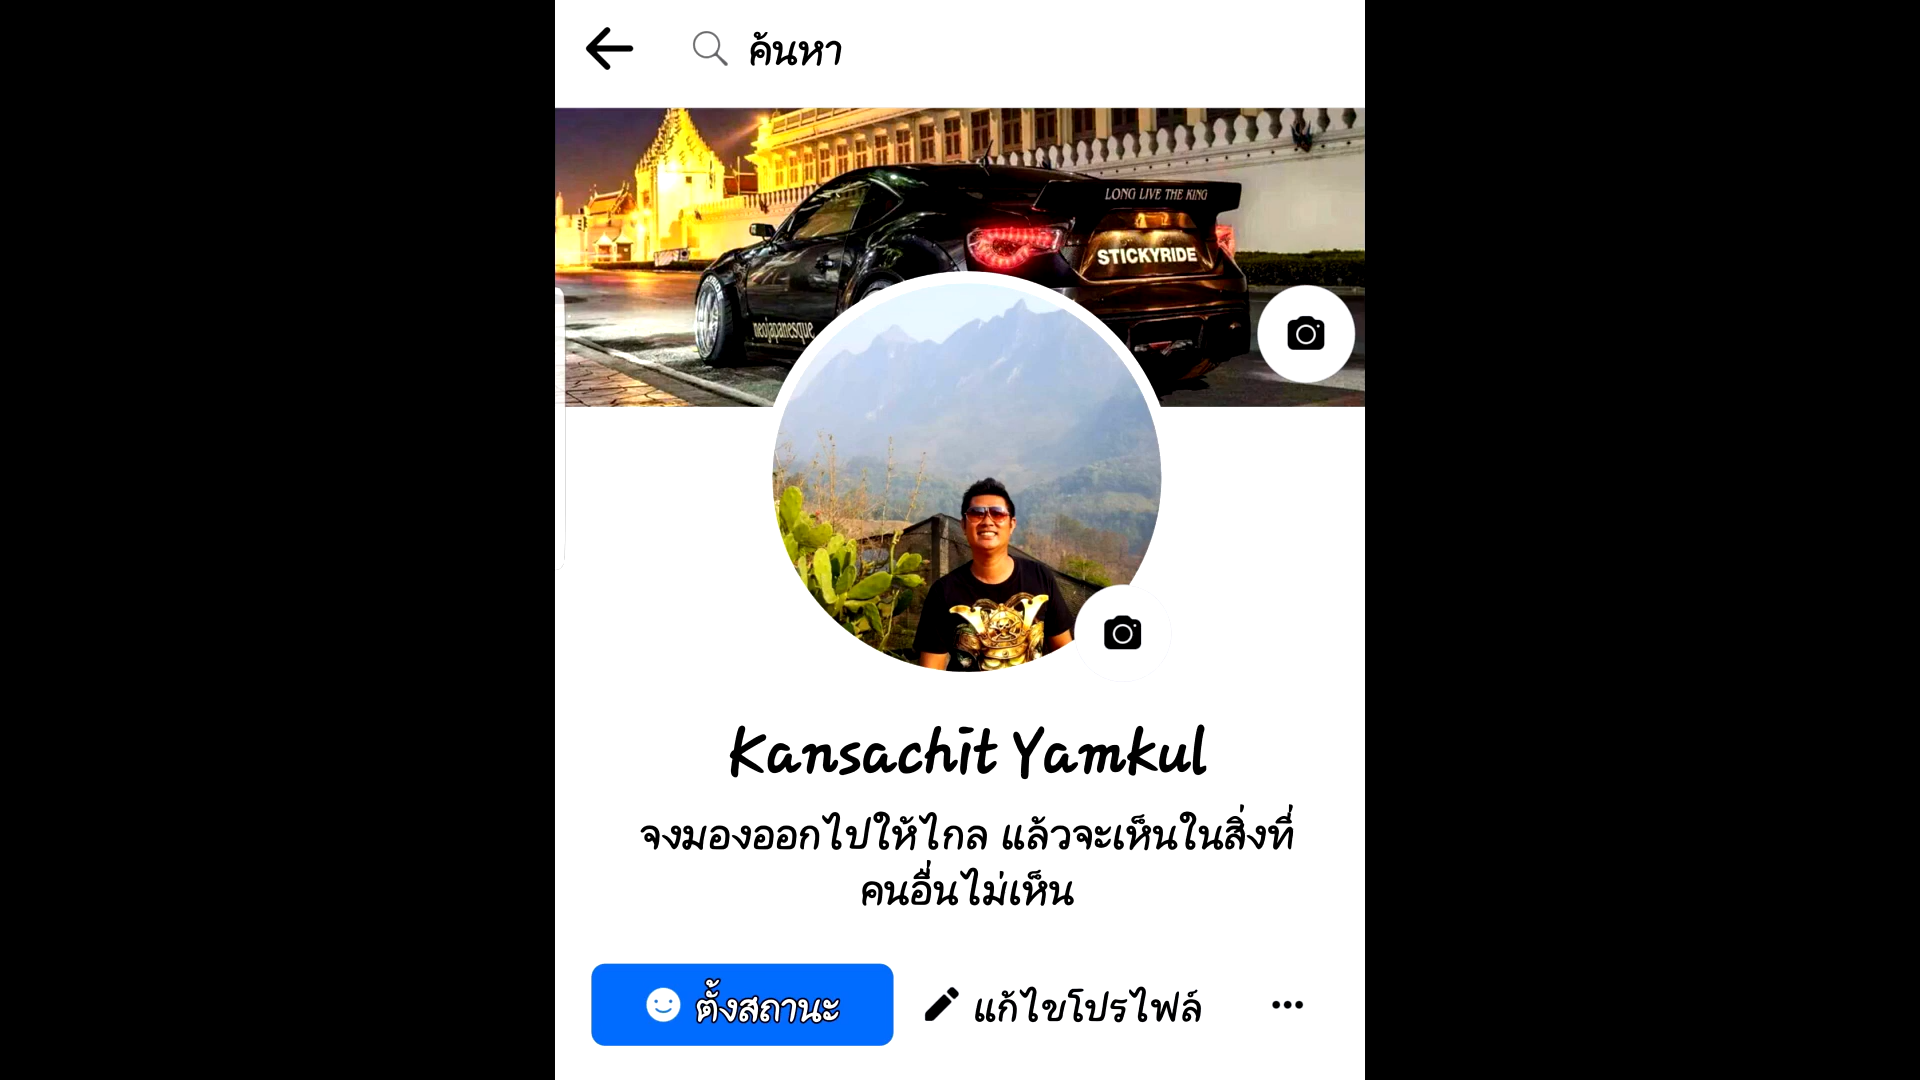 ค้นหา
LONG LIVE THE KING
STICKYRIDE
neojapanesque
Kansachit Yamkul
จงมองออกไปให้ไกล แล้วจะเห็นในสิ่งที่
คนอื่นไม่เห็น
ตั้งสถานะ
แก้ไขโปรไฟล์